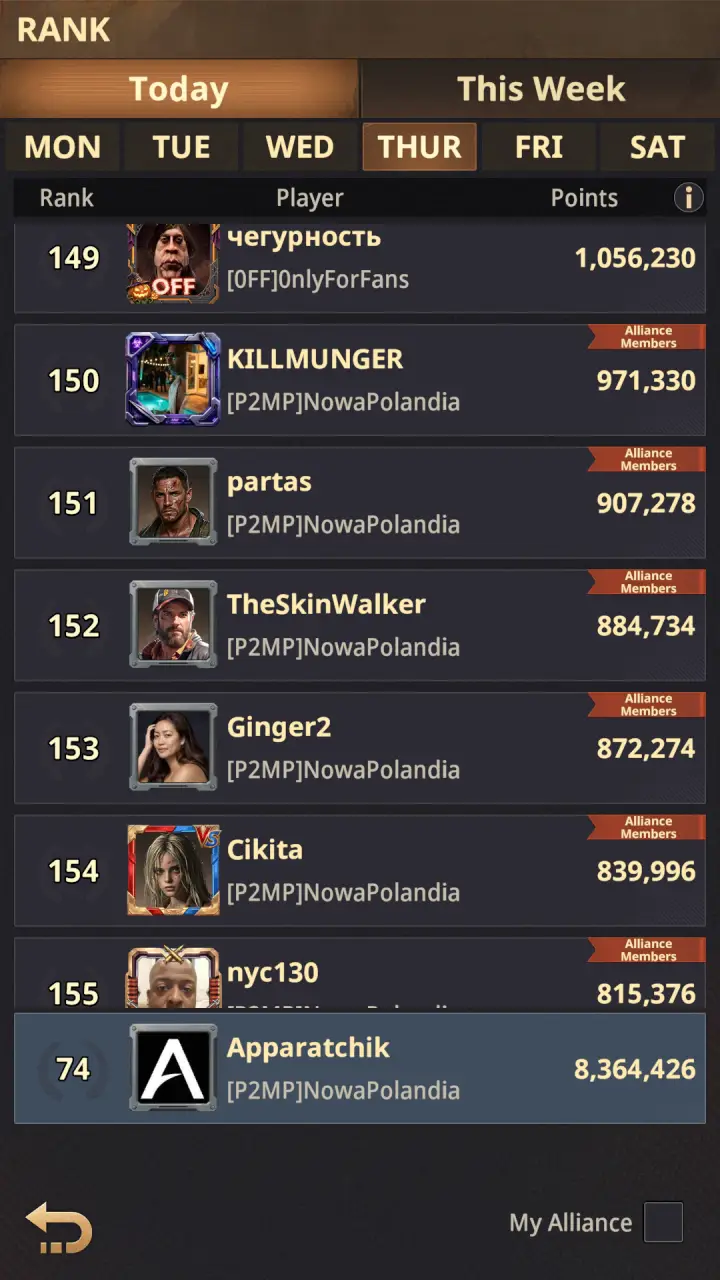 RANK
Today
This Week
MON TUE WED THUR FRI SAT
Rank Player Points i
149
чегурность
[0FF]0nlyForFans
1,056,230
OFF
Alliance
Members
150
KILLMUNGER
[P2MP]NowaPolandia
971,330
Alliance
Members
151
partas
[P2MP]NowaPolandia
907,278
Alliance
Members
152
TheSkinWalker
[P2MP]NowaPolandia
884,734
Alliance
Members
153
Ginger2
[P2MP]NowaPolandia
872,274
Alliance
Members
154
VS
Cikita
[P2MP]NowaPolandia
839,996
Alliance
Members
155
nyc130
815,376
74
A
Apparatchik
[P2MP]NowaPolandia
8,364,426
My Alliance